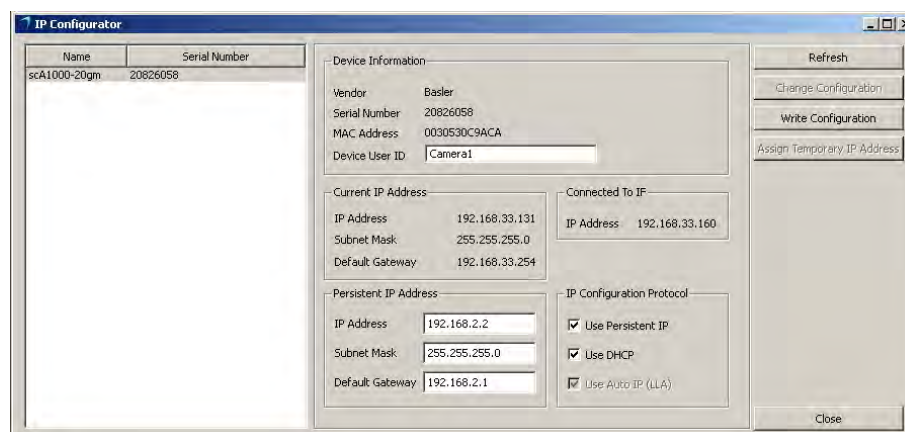 IP Configurator
Name Serial Number
scA1000-20gm 20826058
Device Information
Vendor Basler
Serial Number 20826058
MAC Address 0030530C9ACA
Device User ID Camera1
Current IP Address
IP Address 192.168.33.131
Subnet Mask 255.255.255.0
Default Gateway 192.168.33.254
Connected To IF
IP Address 192.168.33.160
Persistent IP Address
IP Address 192.168.2.2
Subnet Mask 255.255.255.0
Default Gateway 192.168.2.1
IP Configuration Protocol
Use Persistent IP
Use DHCP
Use Auto IP (LLA)
Refresh
Change Configuration
Write Configuration
Assign Temporary IP Address
Close